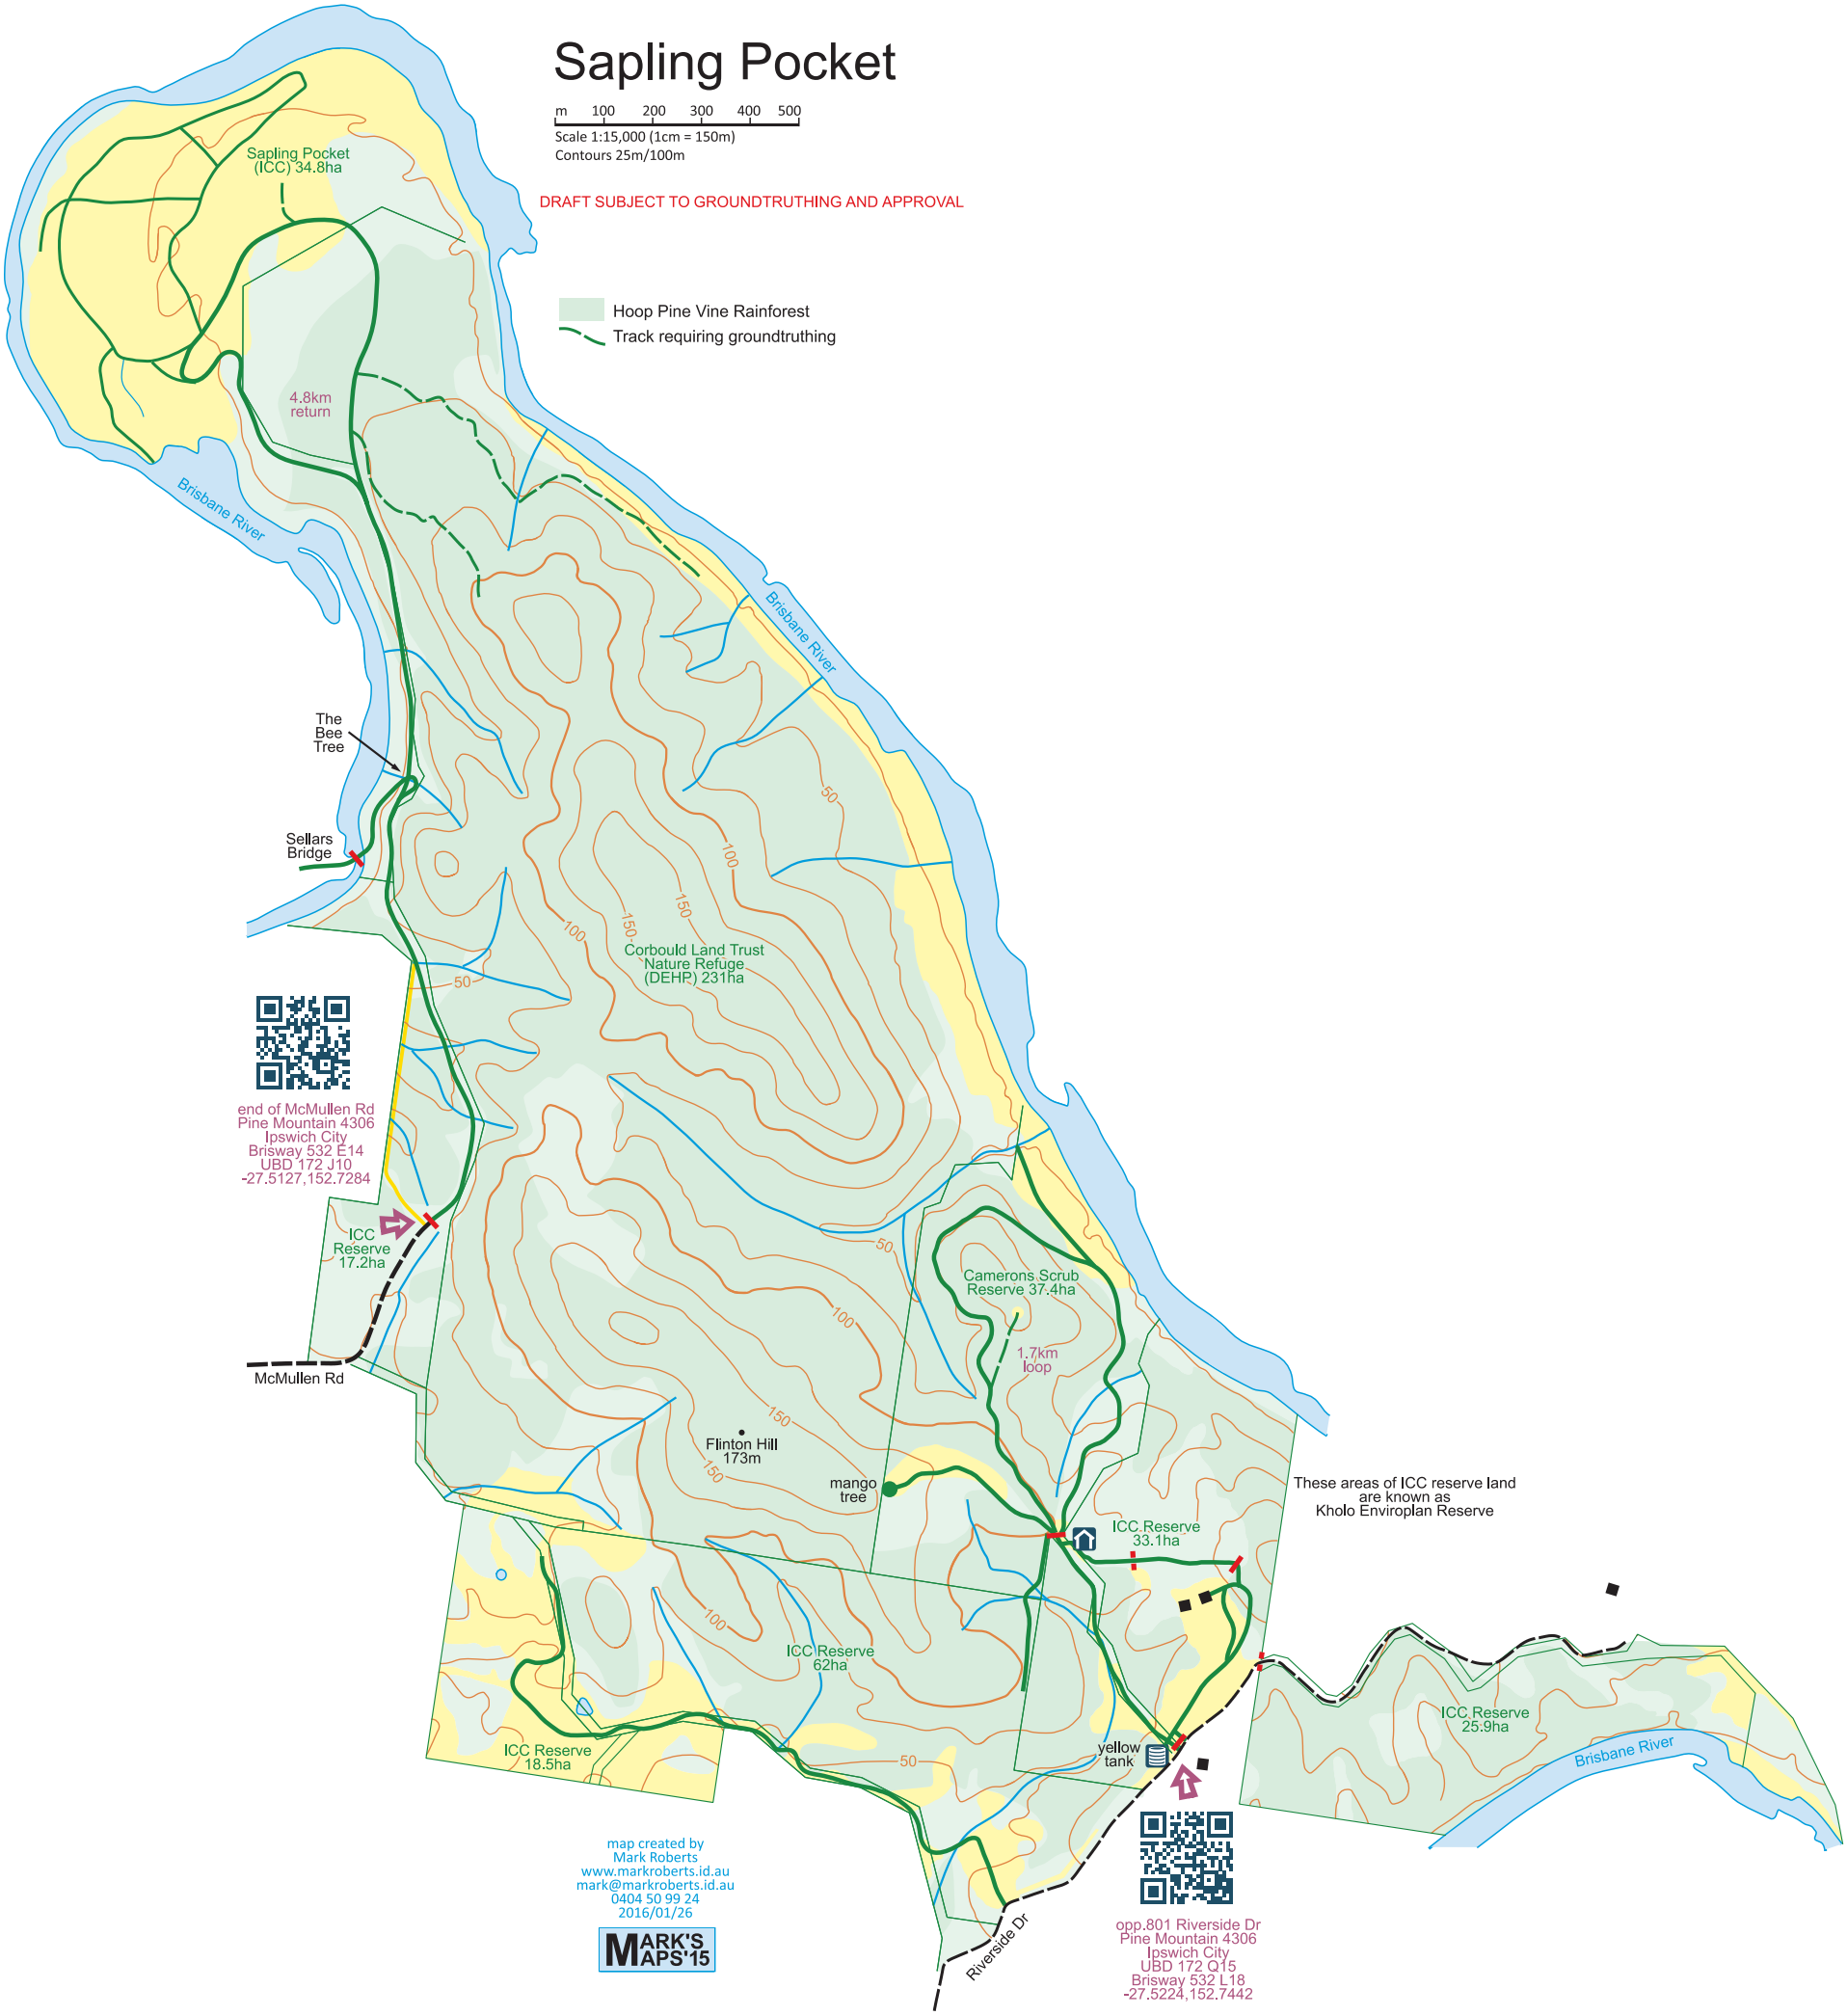 Sapling Pocket
m 100 200 300 400 500
Scale 1:15,000 (1cm = 150m)
Contours 25m/100m
DRAFT SUBJECT TO GROUNDTRUTHING AND APPROVAL
Hoop Pine Vine Rainforest
Track requiring groundtruthing
Sapling Pocket
(ICC) 34.8ha
4.8km
return
Brisbane River
Brisbane River
The
Bee
Tree
Sellars
Bridge
50
100
150
150
100
50
Corbould Land Trust
Nature Refuge
(DEHP) 231ha
end of McMullen Rd
Pine Mountain 4306
Ipswich City
Brisway 532 E14
UBD 172 J10
-27.5127,152.7284
ICC
Reserve
17.2ha
McMullen Rd
50
100
Camerons Scrub
Reserve 37.4ha
1.7km
loop
150
Flinton Hill
173m
150
mango
tree
These areas of ICC reserve land
are known as
Kholo Enviroplan Reserve
ICC Reserve
33.1ha
100
ICC Reserve
62ha
ICC Reserve
18.5ha
50
yellow
tank
ICC Reserve
25.9ha
Brisbane River
Riverside Dr
map created by
Mark Roberts
www.markroberts.id.au
mark@markroberts.id.au
0404 50 99 24
2016/01/26
MARK'S
MAPS'15
opp.801 Riverside Dr
Pine Mountain 4306
Ipswich City
UBD 172 Q15
Brisway 532 L18
-27.5224,152.7442